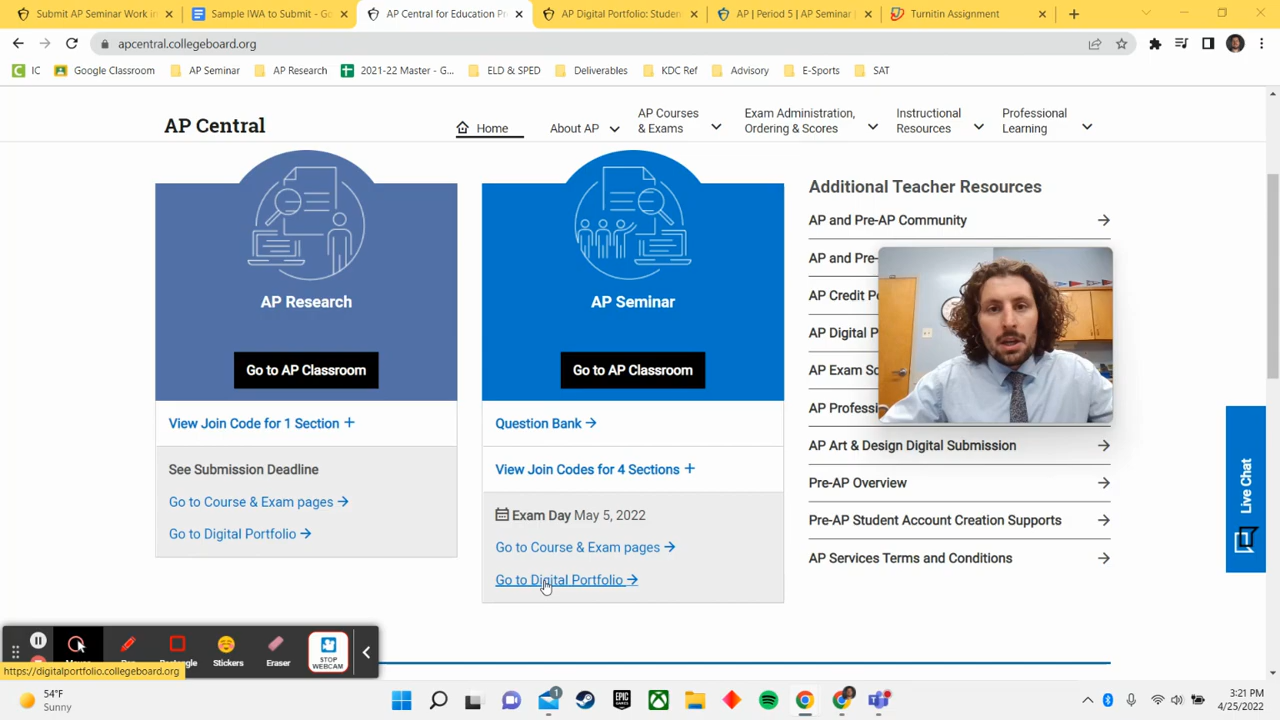 Submit AP Seminar Work in
Sample IWA to Submit - Go
AP Central for Education Pr
AP Digital Portfolio: Studen
AP | Period 5 | AP Seminar |
Turnitin Assignment
apcentral.collegeboard.org
IC
Google Classroom
AP Seminar
AP Research
2021-22 Master - G...
ELD & SPED
Deliverables
KDC Ref
Advisory
E-Sports
SAT
AP Central
Home
About AP
AP Courses
& Exams
Exam Administration,
Ordering & Scores
Instructional
Resources
Professional
Learning
AP Research
Go to AP Classroom
View Join Code for 1 Section +
See Submission Deadline
Go to Course & Exam pages →
Go to Digital Portfolio →
AP Seminar
Go to AP Classroom
Question Bank →
View Join Codes for 4 Sections +
Exam Day May 5, 2022
Go to Course & Exam pages →
Go to Digital Portfolio →
Additional Teacher Resources
AP and Pre-AP Community
AP and Pre-
AP Credit
AP Digital P
AP Exam Sc
AP Profess
AP Art & Design Digital Submission
Pre-AP Overview
Pre-AP Student Account Creation Supports
AP Services Terms and Conditions
Live Chat
Stickers
Eraser
STOP
WEBCAM
https://digitalportfolio.collegeboard.org
54°F
Sunny
EPIC
GAMES
1
3:21 PM
4/25/2022